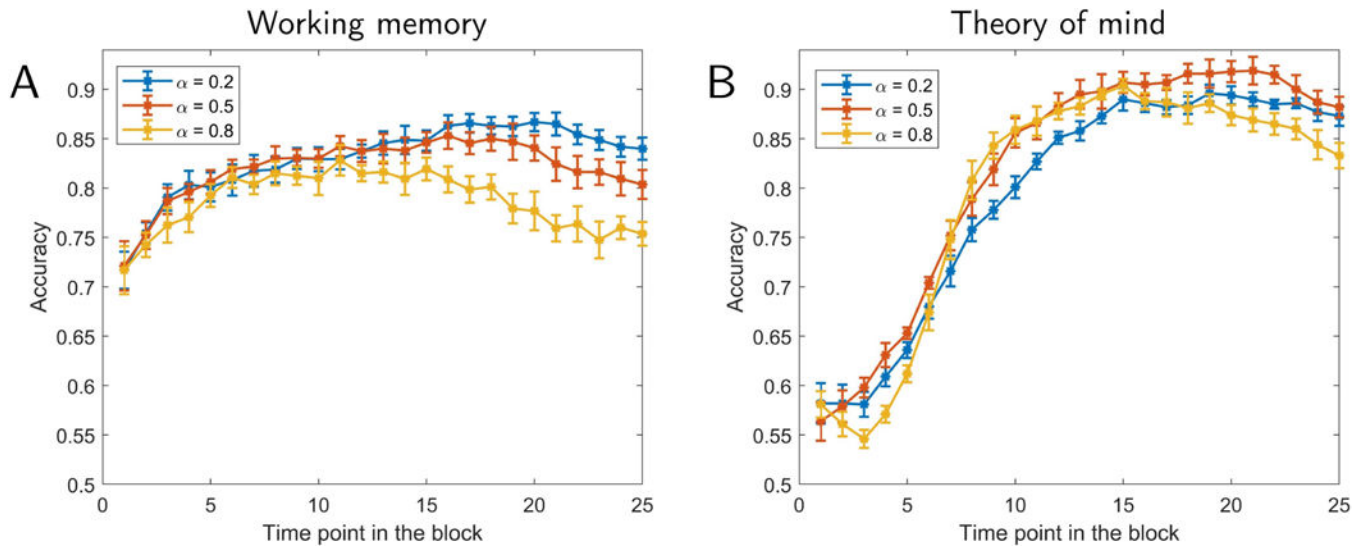 Working memory
A
α = 0.2
α = 0.5
α = 0.8
0.9
0.85
0.8
0.75
0.7
0.65
0.6
0.55
0.5
Accuracy
0 5 10 15 20 25
Time point in the block
Theory of mind
B
α = 0.2
α = 0.5
α = 0.8
0.9
0.85
0.8
0.75
0.7
0.65
0.6
0.55
0.5
Accuracy
0 5 10 15 20 25
Time point in the block